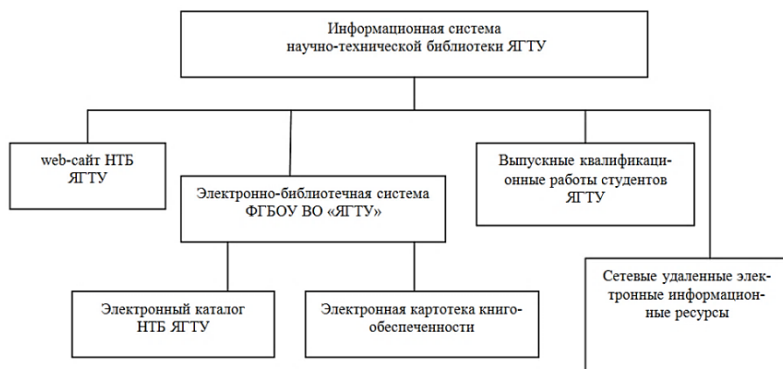 Информационная система
научно-технической библиотеки ЯГТУ
web-сайт НТБ
ЯГТУ
Электронно-библиотечная система
ФГБОУ ВО «ЯГТУ»
Выпускные квалификаци-
онные работы студентов
ЯГТУ
Электронный каталог
НТБ ЯГТУ
Электронная картотека книго-
обеспеченности
Сетевые удаленные элек-
тронные информацион-
ные ресурсы